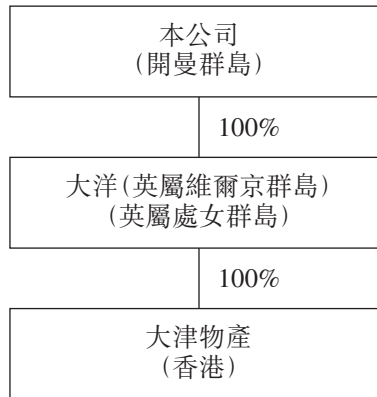 本公司
(開曼群島)
100%
大洋(英屬維爾京群島)
(英屬處女群島)
100%
大津物產
(香港)